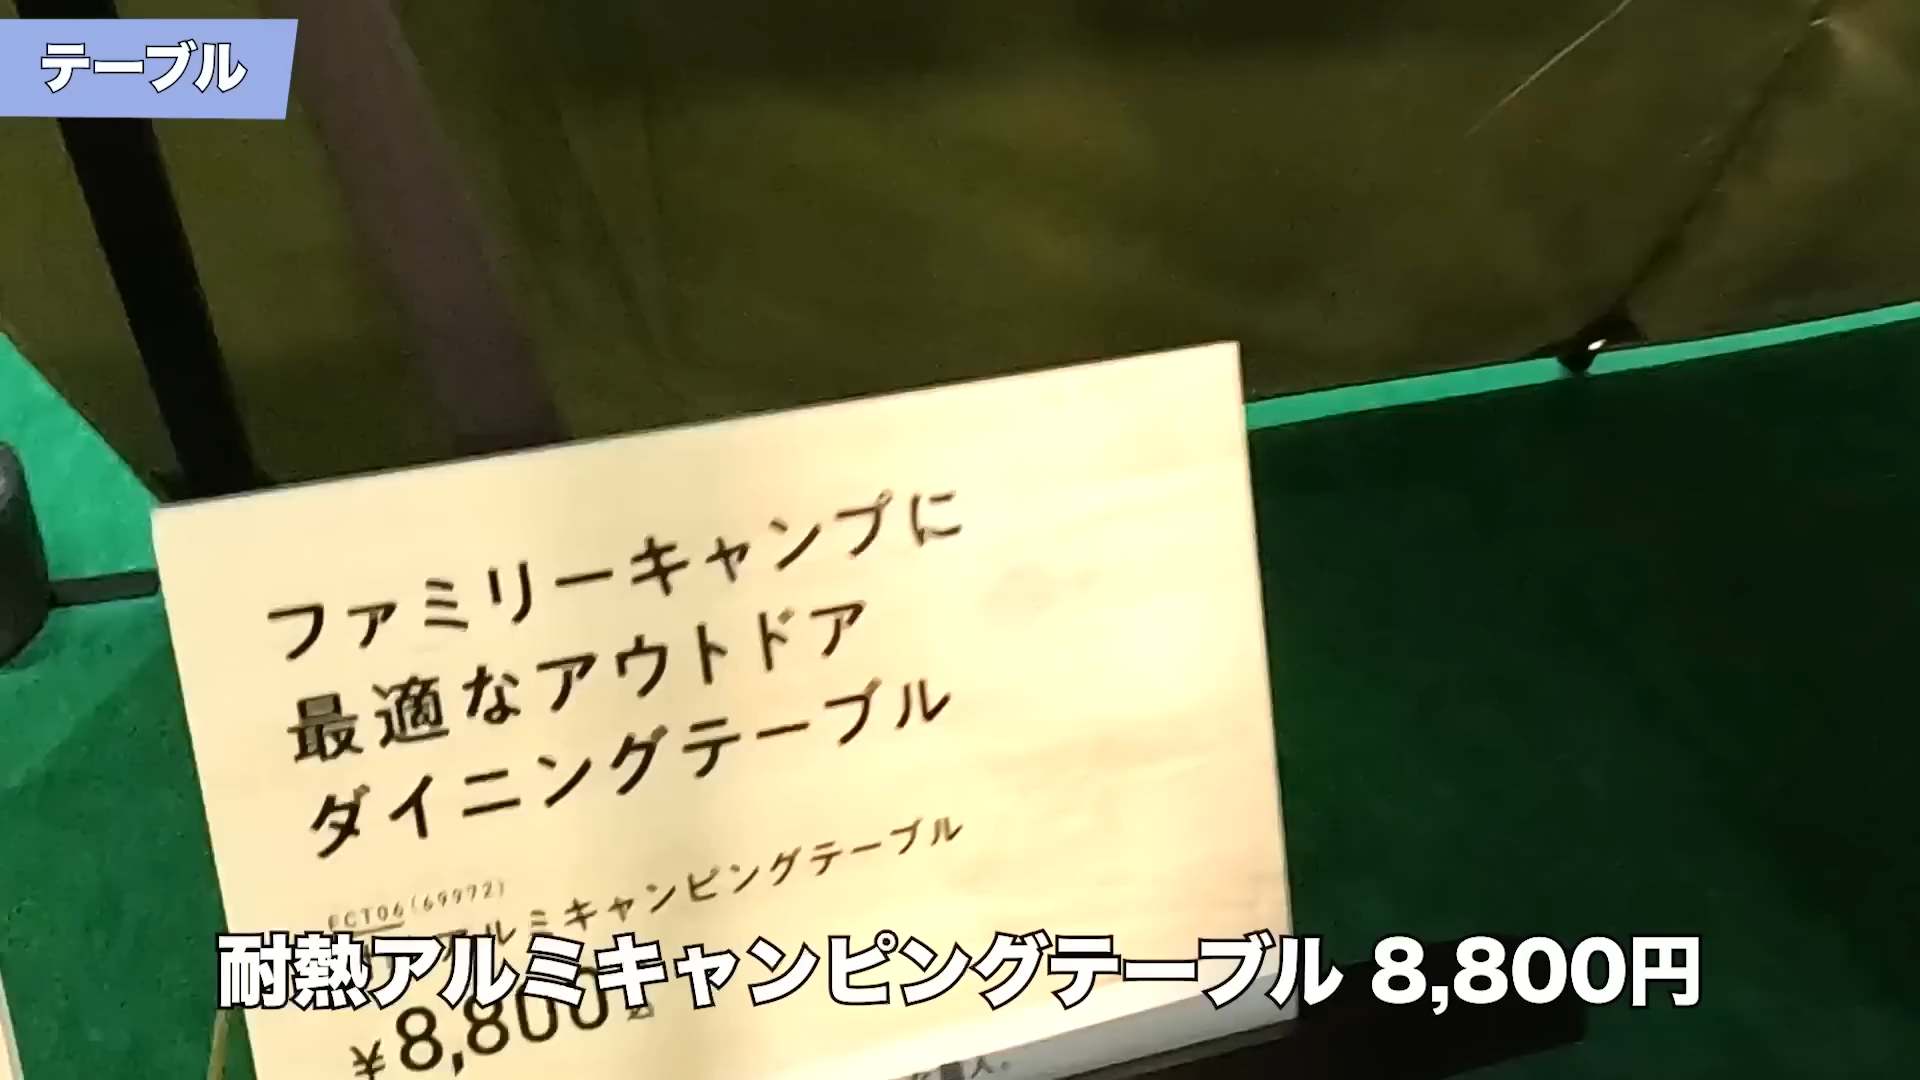 テーブル
ファミリーキャンプに
最適なアウトドア
ダイニングテーブル
ECT06(69972)
アルミキャンピングテーブル
耐熱アルミキャンピングテーブル 8,800円
¥8,800